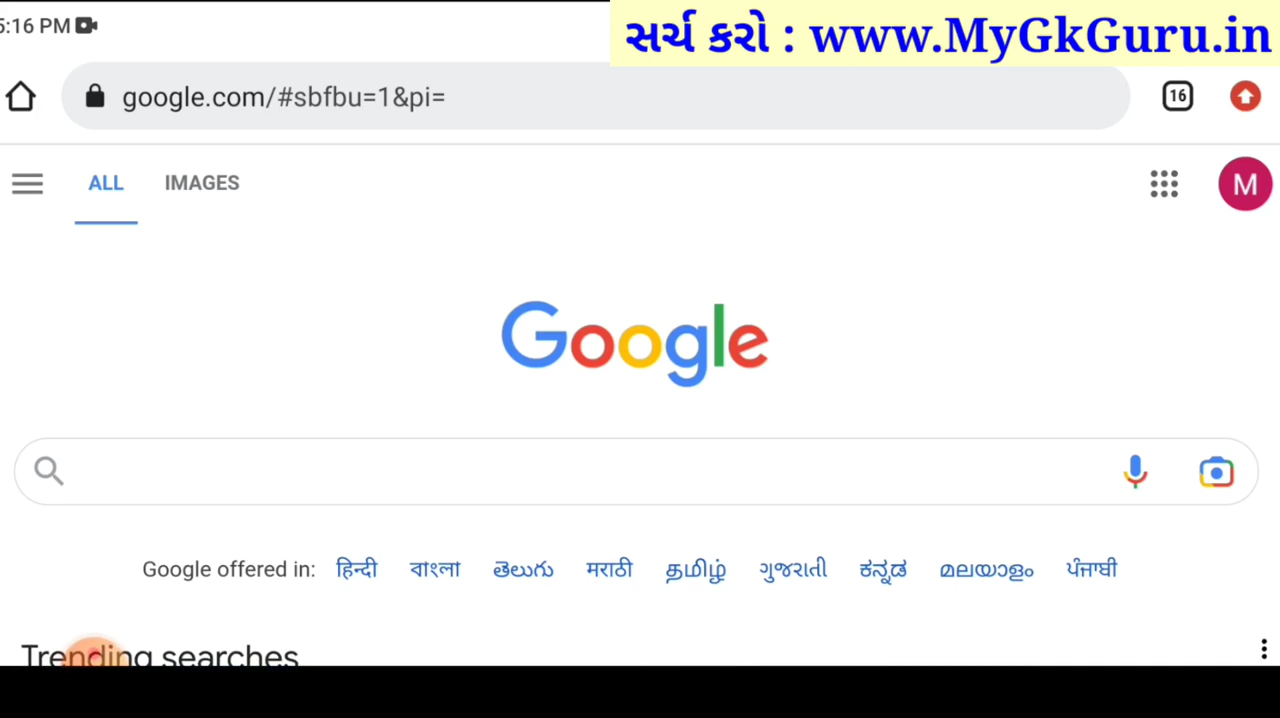 5:16 PM
સર્ચ કરો : www.MyGkGuru.in
google.com/#sbfbu=1&pi=
16
ALL IMAGES
M
Google
Google offered in: हिन्दी বাংলা తెలుగు मराठी தமிழ் ગુજરાતી ಕನ್ನಡ മലയാളം ਪੰਜਾਬੀ
Trending searches